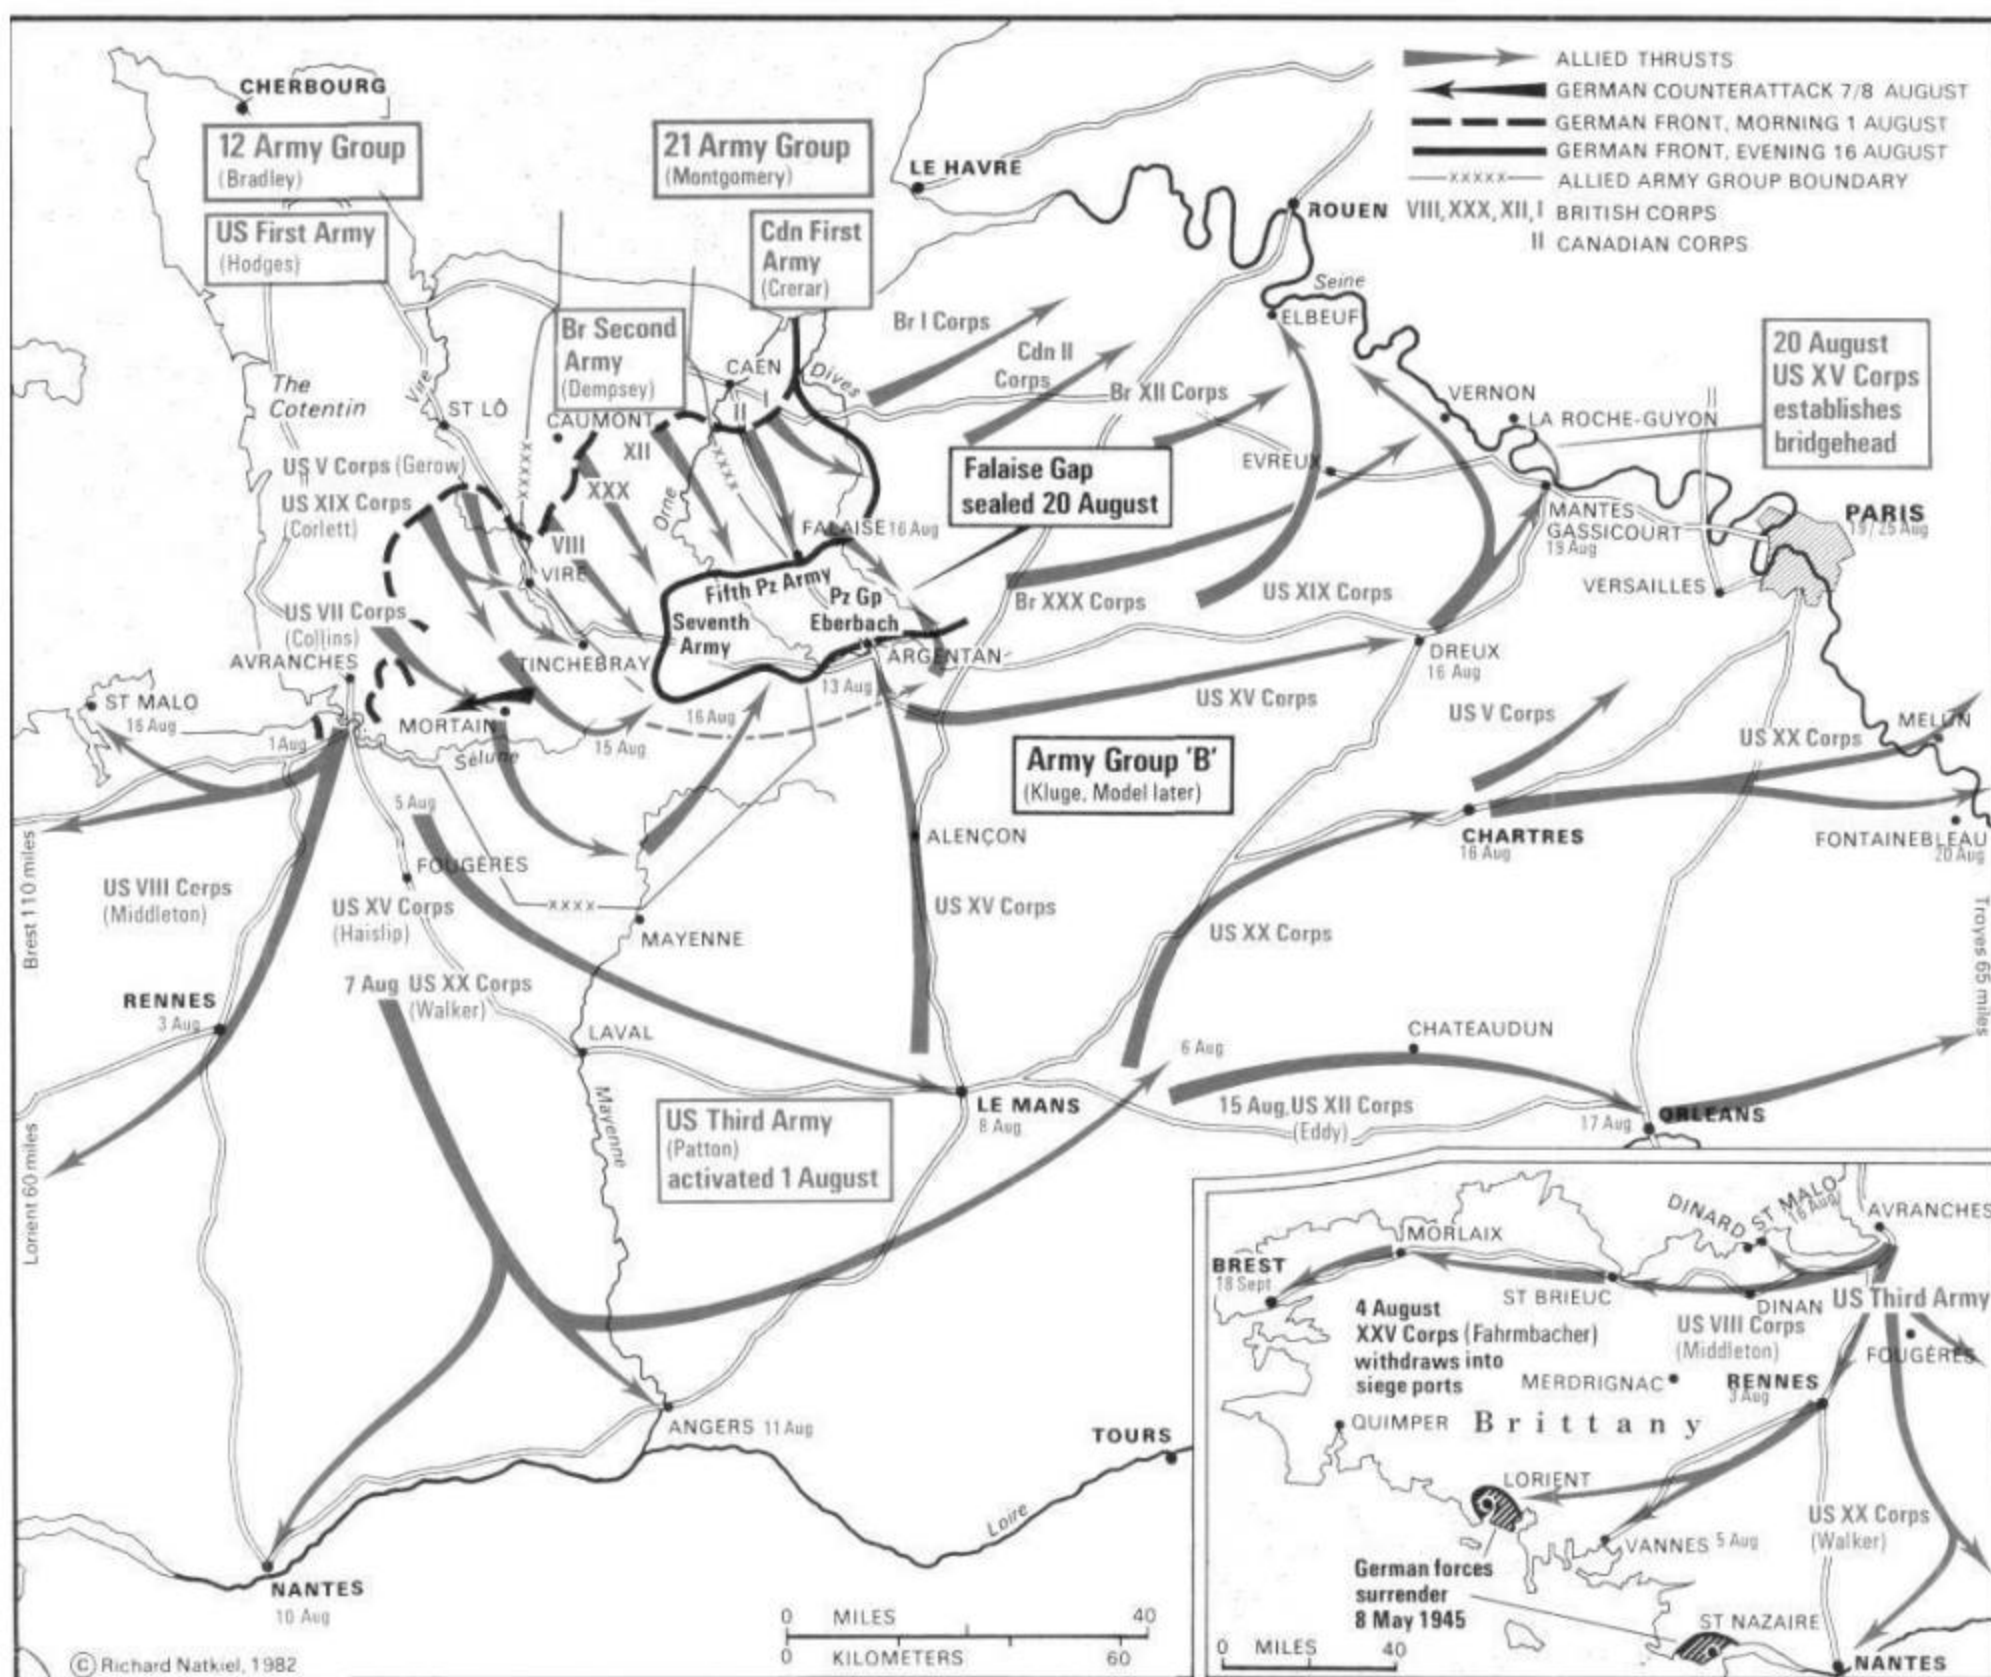 CHERBOURG
12 Army Group
(Bradley)
US First Army
(Hodges)
21 Army Group
(Montgomery)
Cdn First
Army
(Crerar)
Br Second
Army
(Dempsey)
LE HAVRE
ROUEN
ALLIED THRUSTS
GERMAN COUNTERATTACK 7/8 AUGUST
GERMAN FRONT, MORNING 1 AUGUST
GERMAN FRONT, EVENING 16 AUGUST
XXXXX ALLIED ARMY GROUP BOUNDARY
VIII, XXX, XII, I BRITISH CORPS
II CANADIAN CORPS
Seine
ELBEUF
Br I Corps
Cdn II
Corps
Br XII Corps
20 August
US XV Corps
establishes
bridgehead
VERNON
LA ROCHE-GUYON
EVREUX
MANTES
GASSICOURT
19 Aug
PARIS
19/25 Aug
VERSAILLES
The
Cotentin
Vire
ST LÔ
CAUMONT
CAEN
Dives
I
II
XII
XXX
VIII
XXXX
XXXX
Orne
US V Corps (Gerow)
US XIX Corps
(Corlett)
US VII Corps
(Collins)
VIRE
FALAISE 16 Aug
Falaise Gap
sealed 20 August
Fifth Pz Army
Pz Gp
Eberbach
Seventh
Army
TINCHEBRAY
ARGENTAN
13 Aug
Br XXX Corps
US XIX Corps
DREUX
16 Aug
AVRANCHES
ST MALO
16 Aug
1 Aug
MORTAIN
Sélune
15 Aug
16 Aug
US XV Corps
US V Corps
US XX Corps
MELUN
Army Group 'B'
(Kluge, Model later)
5 Aug
FOUGÈRES
ALENÇON
CHARTRES
16 Aug
FONTAINEBLEAU
20 Aug
Brest 110 miles
US VIII Corps
(Middleton)
US XV Corps
(Haislip)
XXXX
MAYENNE
US XV Corps
US XX Corps
Troyes 65 miles
7 Aug US XX Corps
(Walker)
RENNES
3 Aug
LAVAL
Mayenne
6 Aug
CHATEAUDUN
LE MANS
8 Aug
15 Aug, US XII Corps
(Eddy)
17 Aug
ORLEANS
US Third Army
(Patton)
activated 1 August
Lorient 60 miles
ANGERS 11 Aug
TOURS
Loire
NANTES
10 Aug
0 MILES 40
0 KILOMETERS 60
© Richard Natkiel, 1982
DINARD
ST MALO
16 Aug
AVRANCHES
MORLAIX
BREST
18 Sept
ST BRIEUC
DINAN
US Third Army
4 August
XXV Corps (Fahrmbacher)
withdraws into
siege ports
US VIII Corps
(Middleton)
FOUGÈRES
MERDRIGNAC
RENNES
3 Aug
QUIMPER
Brittany
LORIENT
VANNES 5 Aug
US XX Corps
(Walker)
German forces
surrender
8 May 1945
ST NAZAIRE
NANTES
0 MILES 40